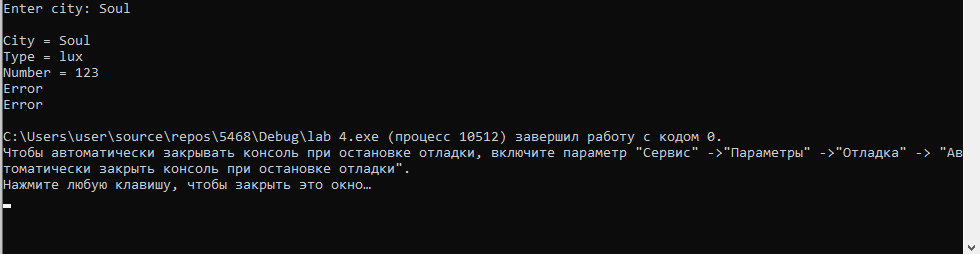 Enter city: Soul
City = Soul
Type = lux
Number = 123
Error
Error
C:\Users\user\source\repos\5468\Debug\lab 4.exe (процесс 10512) завершил работу с кодом 0.
Чтобы автоматически закрывать консоль при остановке отладки, включите параметр "Сервис" ->"Параметры" ->"Отладка" -> "Ав
томатически закрыть консоль при остановке отладки".
Нажмите любую клавишу, чтобы закрыть это окно…